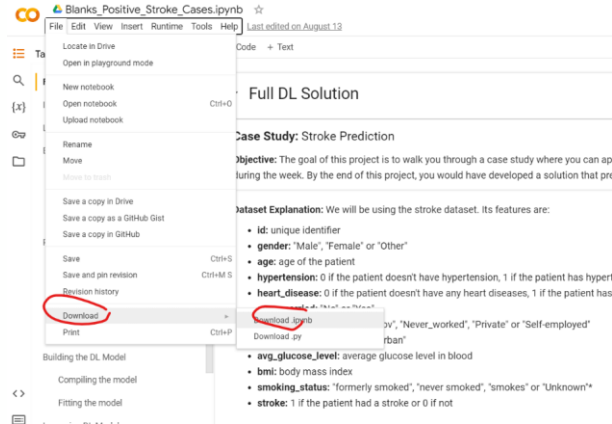 Blanks_Positive_Stroke_Cases.ipynb
File Edit View Insert Runtime Tools Help Last edited on August 13
Code + Text
Locate in Drive
Open in playground mode
New notebook
Open notebook Ctrl+O
Upload notebook
Rename
Move
Move to trash
Save a copy in Drive
Save a copy as a GitHub Gist
Save a copy in GitHub
Save Ctrl+S
Save and pin revision Ctrl+M S
Revision history
Download
Print Ctrl+P
Download .ipynb
Download .py
Building the DL Model
Compiling the model
Fitting the model
Full DL Solution
Case Study: Stroke Prediction
Objective: The goal of this project is to walk you through a case study where you can ap
during the week. By the end of this project, you would have developed a solution that pre
Dataset Explanation: We will be using the stroke dataset. Its features are:
• id: unique identifier
• gender: "Male", "Female" or "Other"
• age: age of the patient
• hypertension: 0 if the patient doesn't have hypertension, 1 if the patient has hypert
• heart_disease: 0 if the patient doesn't have any heart diseases, 1 if the patient has
"Never_worked", "Private" or "Self-employed"
• avg_glucose_level: average glucose level in blood
• bmi: body mass index
• smoking_status: "formerly smoked", "never smoked", "smokes" or "Unknown"*
• stroke: 1 if the patient had a stroke or 0 if not